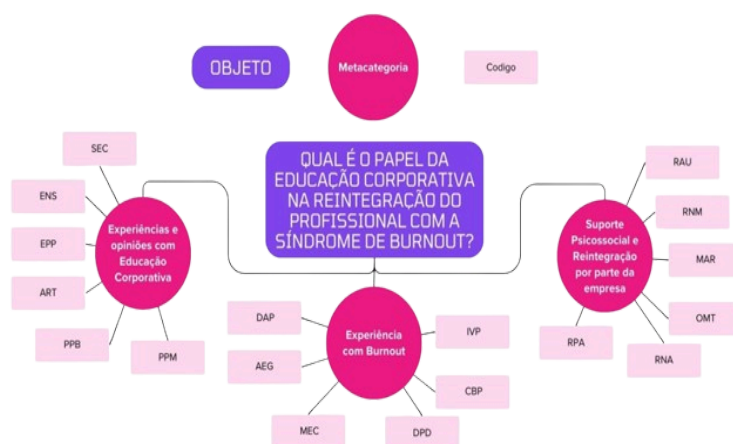 OBJETO
Metacategoria
Codigo
QUAL É O PAPEL DA
EDUCAÇÃO CORPORATIVA
NA REINTEGRAÇÃO DO
PROFISSIONAL COM A
SÍNDROME DE BURNOUT?
SEC
ENS
EPP
ART
PPB
PPM
Experiências e
opiniões com
Educação
Corporativa
DAP
AEG
MEC
DPD
CBP
IVP
Experiência
com Burnout
RAU
RNM
MAR
OMT
RNA
RPA
Suporte
Psicossocial e
Reintegração
por parte da
empresa